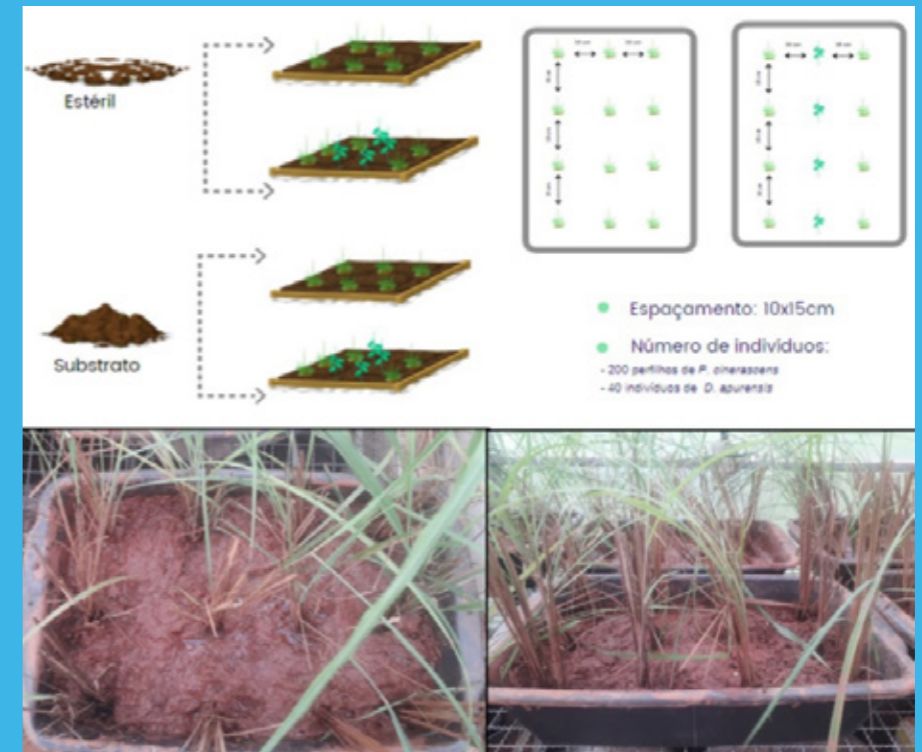 Estéril
Substrato
Espaçamento: 10x15cm
Número de indivíduos:
- 200 perfilhos de P. cinerascens
- 40 indivíduos de D. apurensis